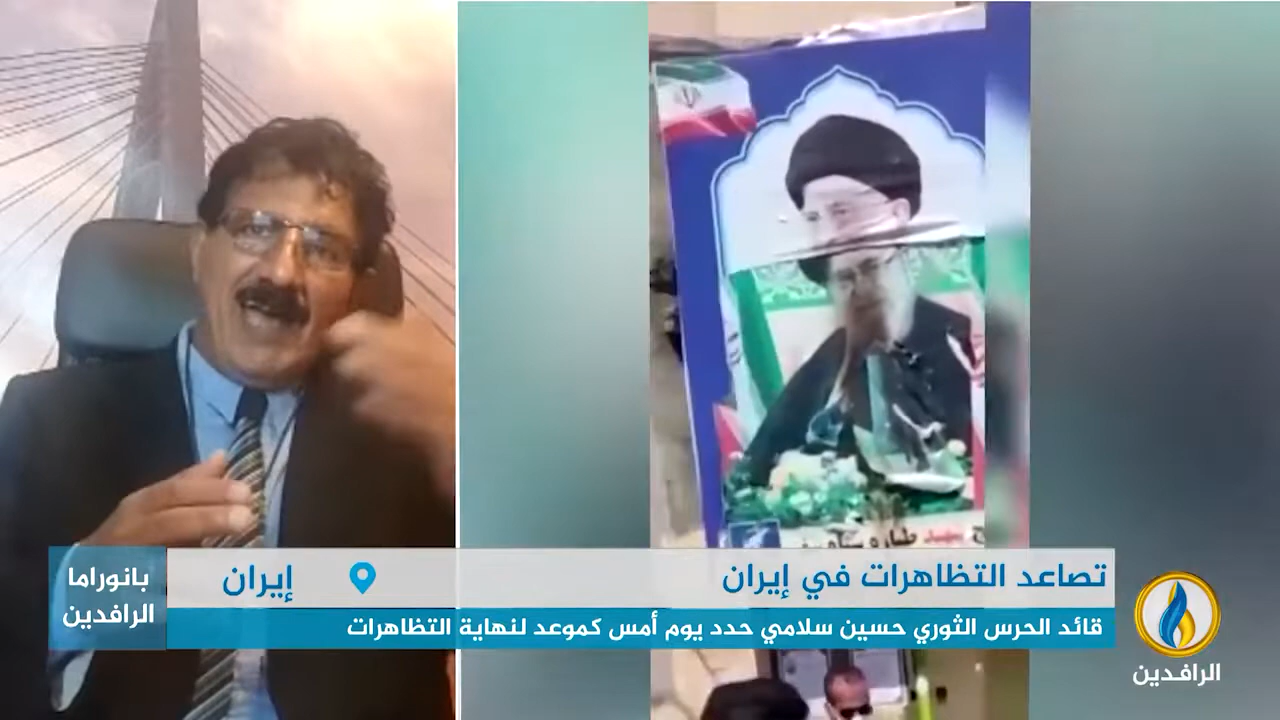 تصاعد التظاهرات في إيران
إيران
قائد الحرس الثوري حسين سلامي حدد يوم أمس كموعد لنهاية التظاهرات
بانوراما
الرافدين
الرافدين